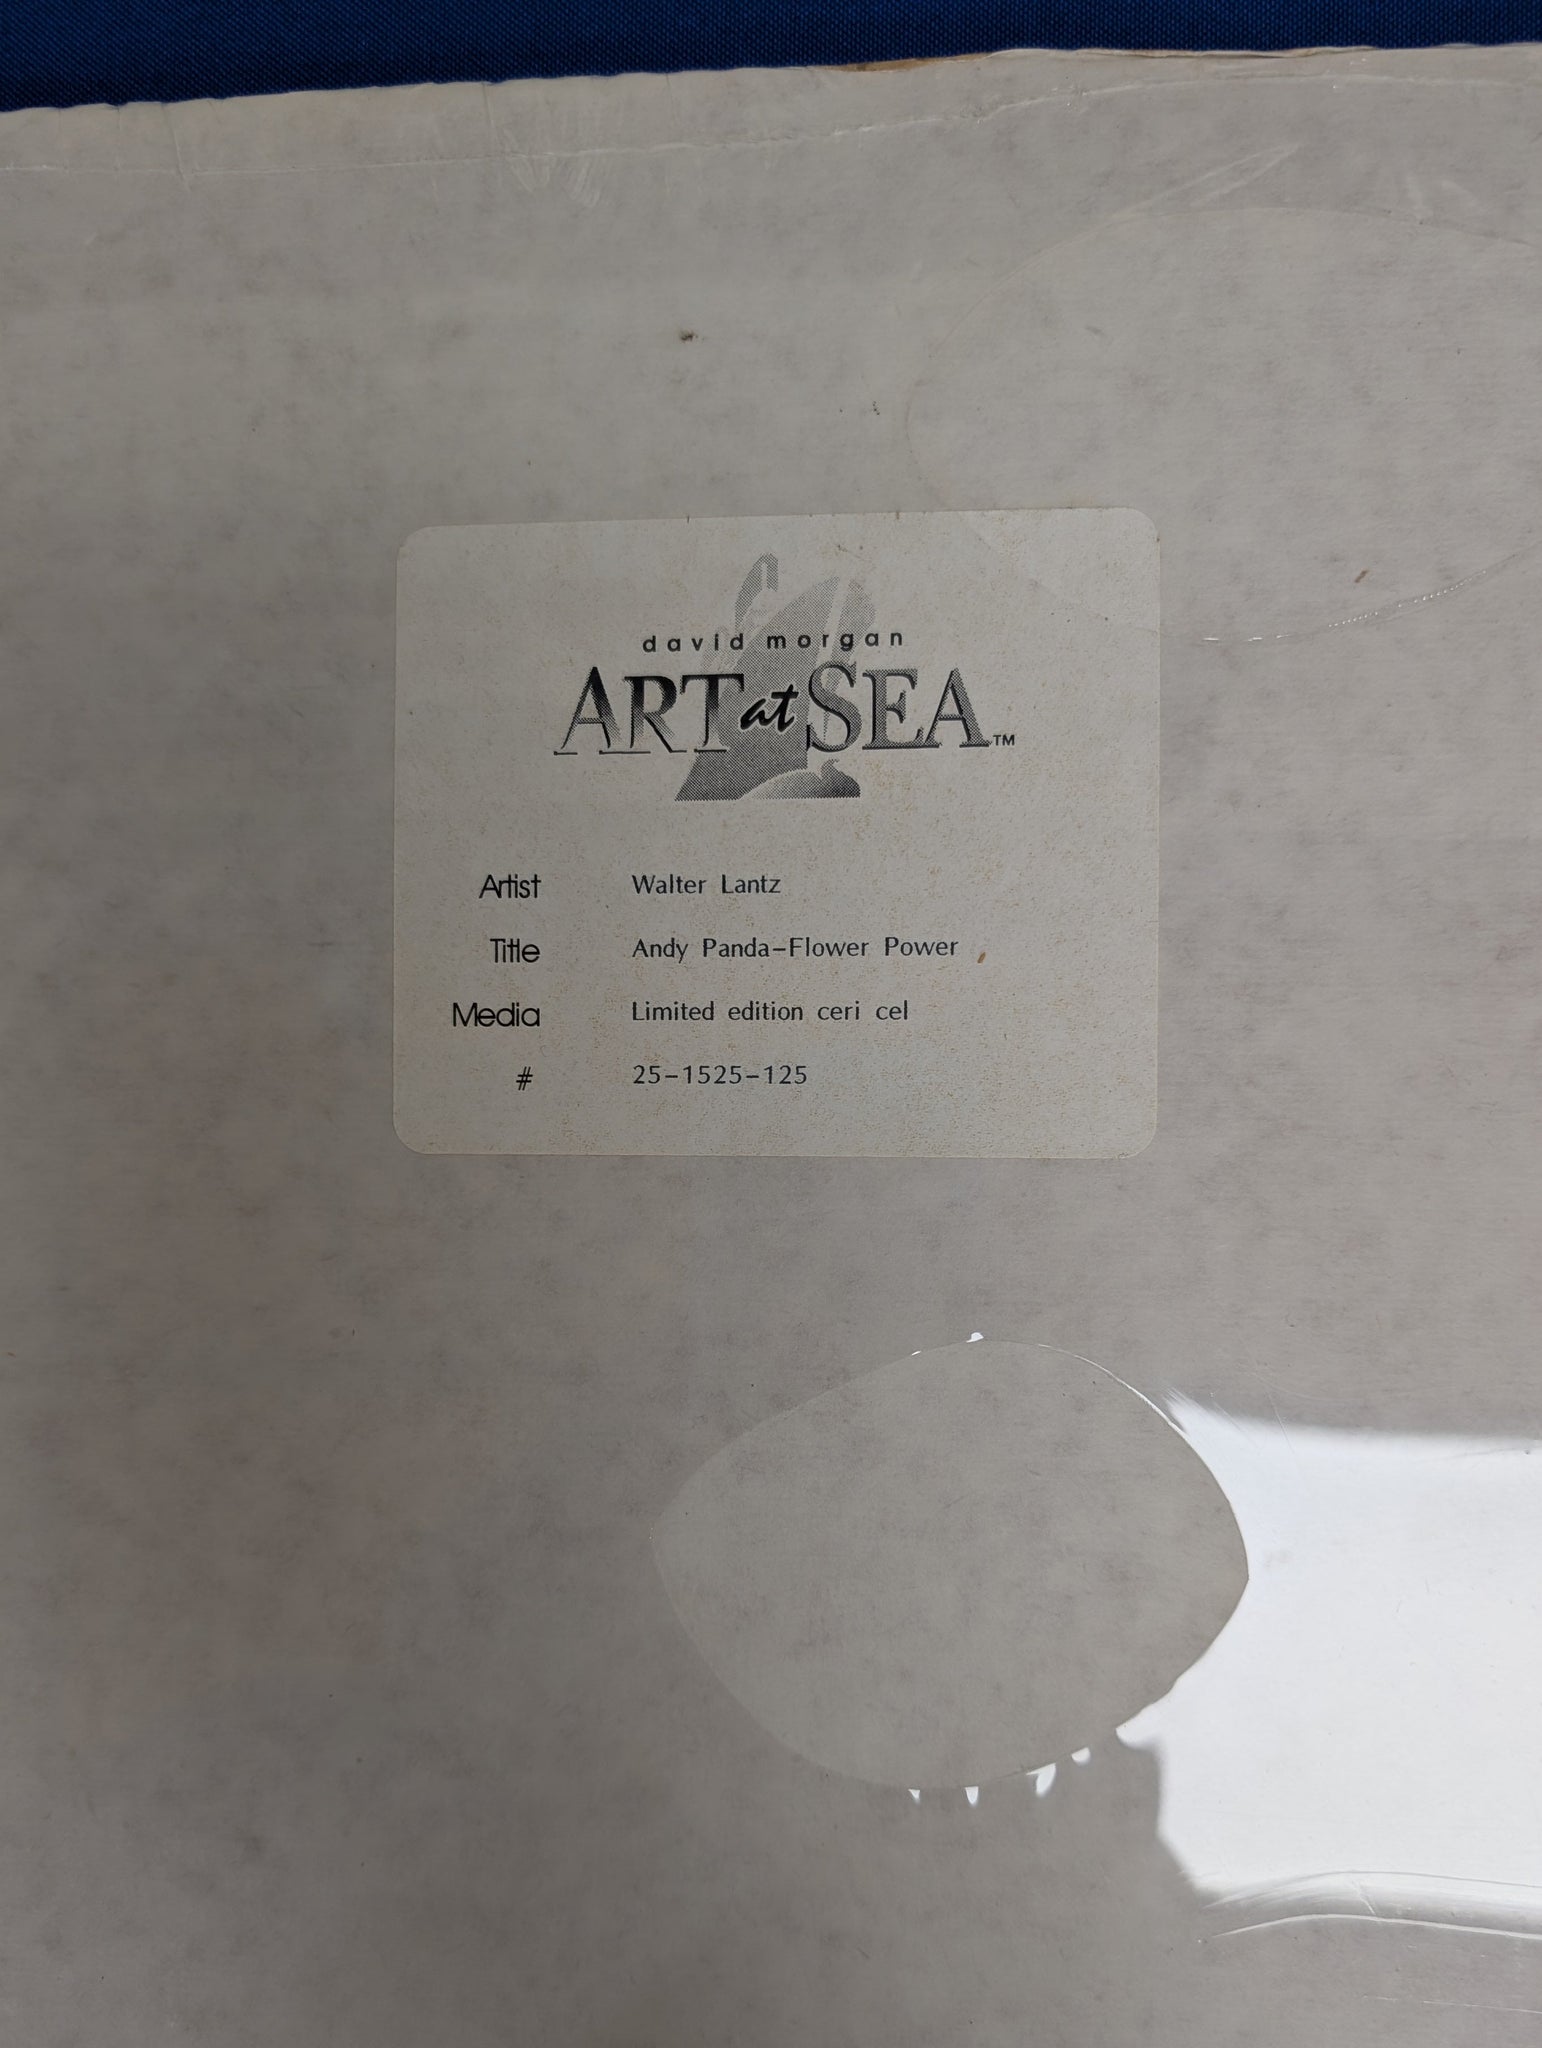 david morgan
ART at SEA™
Artist Walter Lantz
Title Andy Panda-Flower Power
Media Limited edition ceri cel
# 25-1525-125